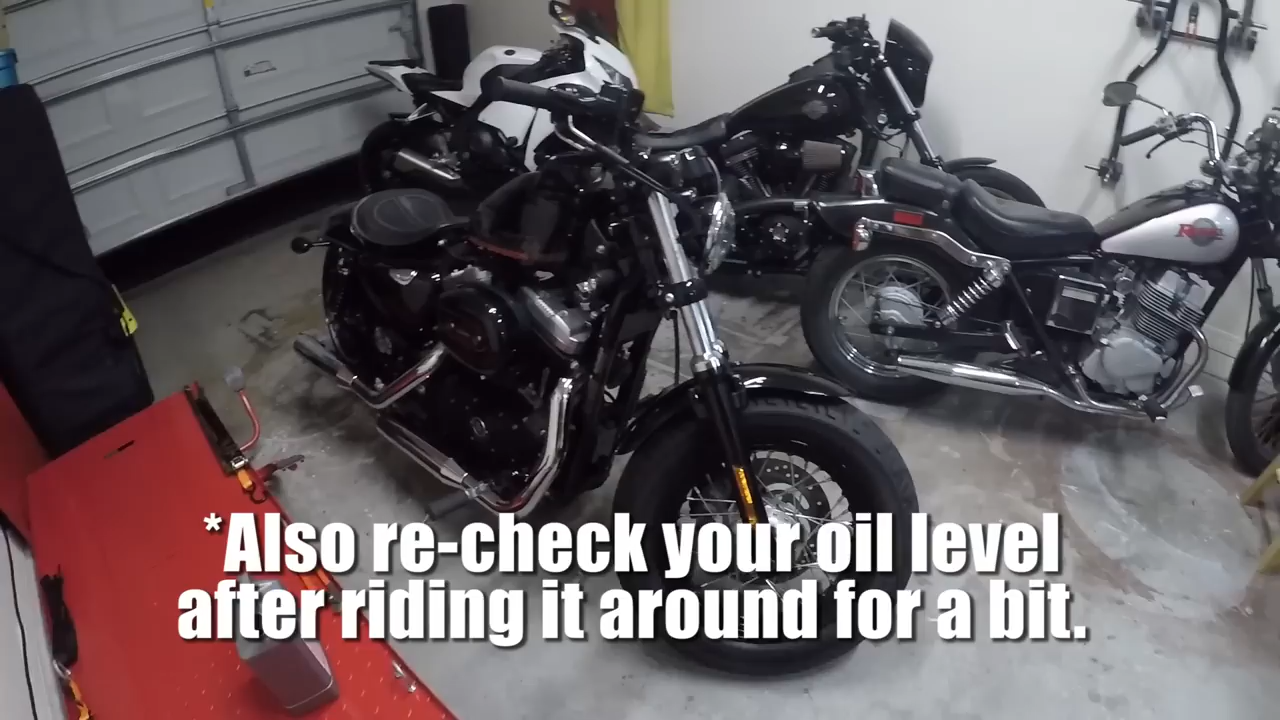 *Also re-check your oil level
after riding it around for a bit.